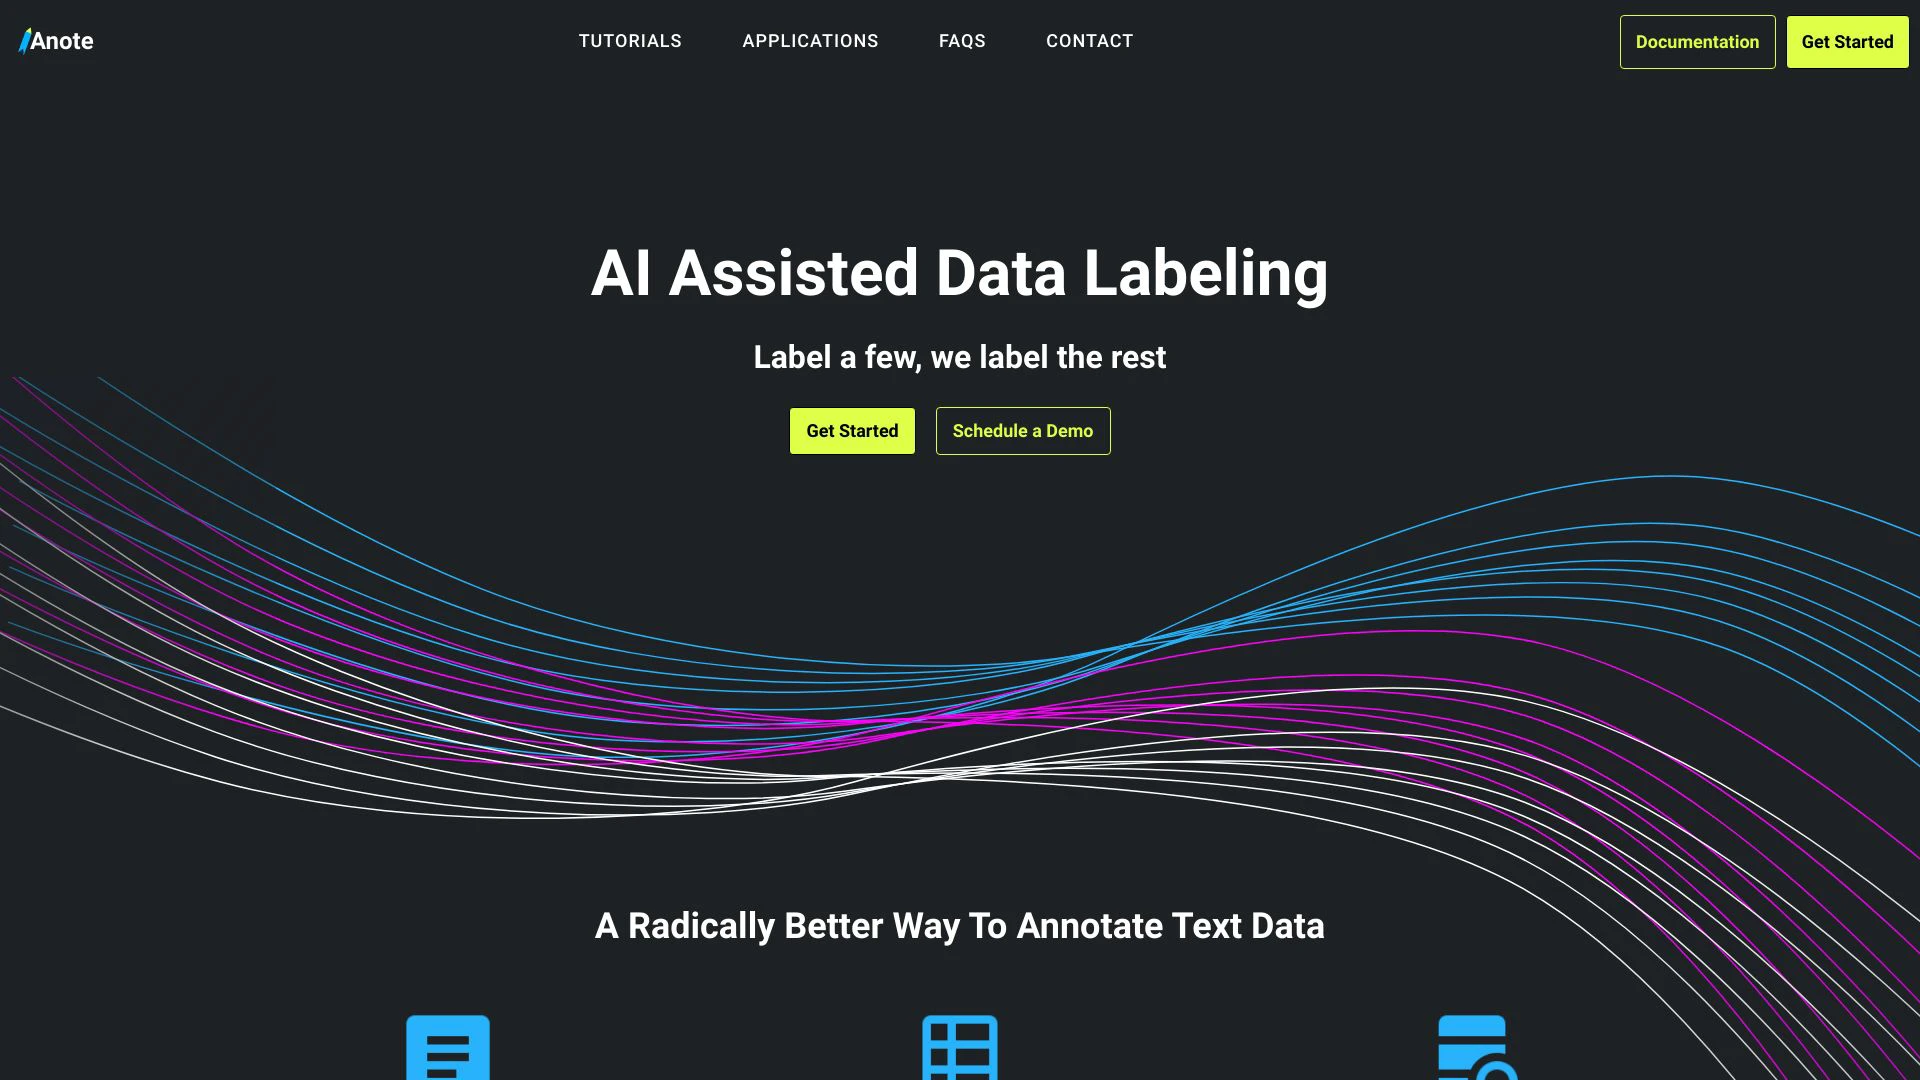 Anote
TUTORIALS
APPLICATIONS
FAQS
CONTACT
Documentation
Get Started
AI Assisted Data Labeling
Label a few, we label the rest
Get Started
Schedule a Demo
A Radically Better Way To Annotate Text Data